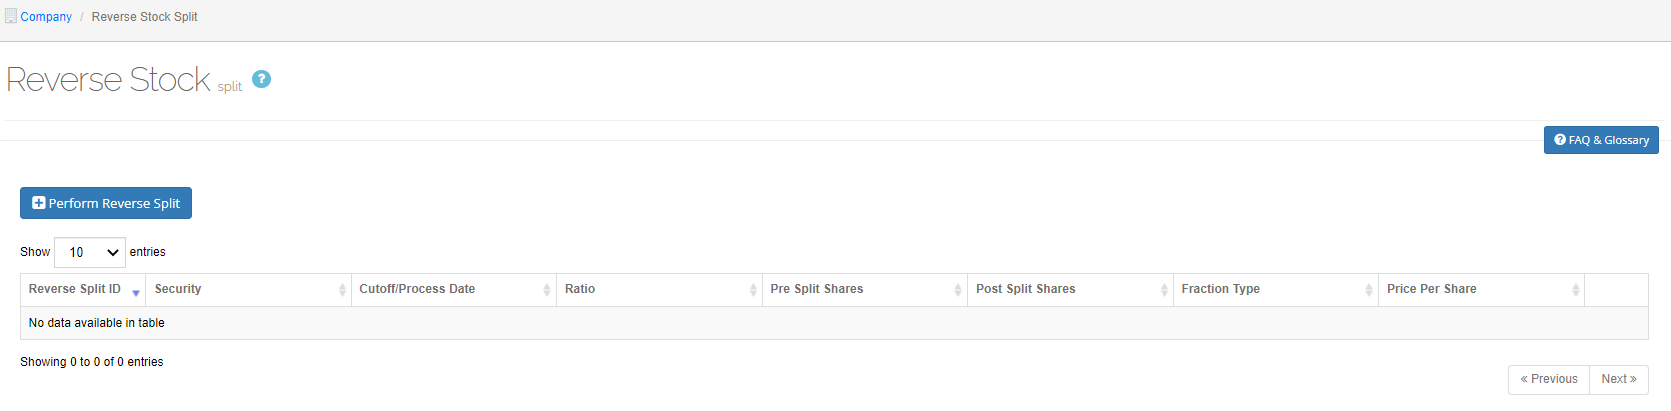 Company / Reverse Stock Split
Reverse Stock split ?
? FAQ & Glossary
Perform Reverse Split
Show 10 entries
Reverse Split ID Security Cutoff/Process Date Ratio Pre Split Shares Post Split Shares Fraction Type Price Per Share
No data available in table
Showing 0 to 0 of 0 entries
« Previous Next »